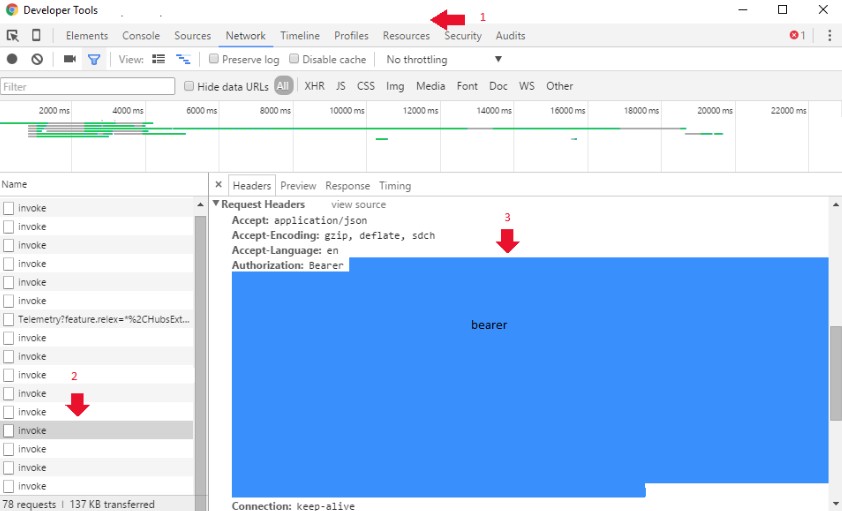 Developer Tools
1
Elements Console Sources Network Timeline Profiles Resources Security Audits 1
View: Preserve log Disable cache No throttling
Filter Hide data URLs All XHR JS CSS Img Media Font Doc WS Other
2000 ms 4000 ms 6000 ms 8000 ms 10000 ms 12000 ms 14000 ms 16000 ms 18000 ms 20000 ms 22000 ms
Name
invoke
invoke
invoke
invoke
invoke
invoke
Telemetry?feature.relex=*%2CHubsExt...
invoke
invoke
invoke
2
invoke
invoke
invoke
invoke
invoke
invoke
78 requests | 137 KB transferred
× Headers Preview Response Timing
Request Headers view source
Accept: application/json
3
Accept-Encoding: gzip, deflate, sdch
Accept-Language: en
Authorization: Bearer
bearer
Connection: keep-alive